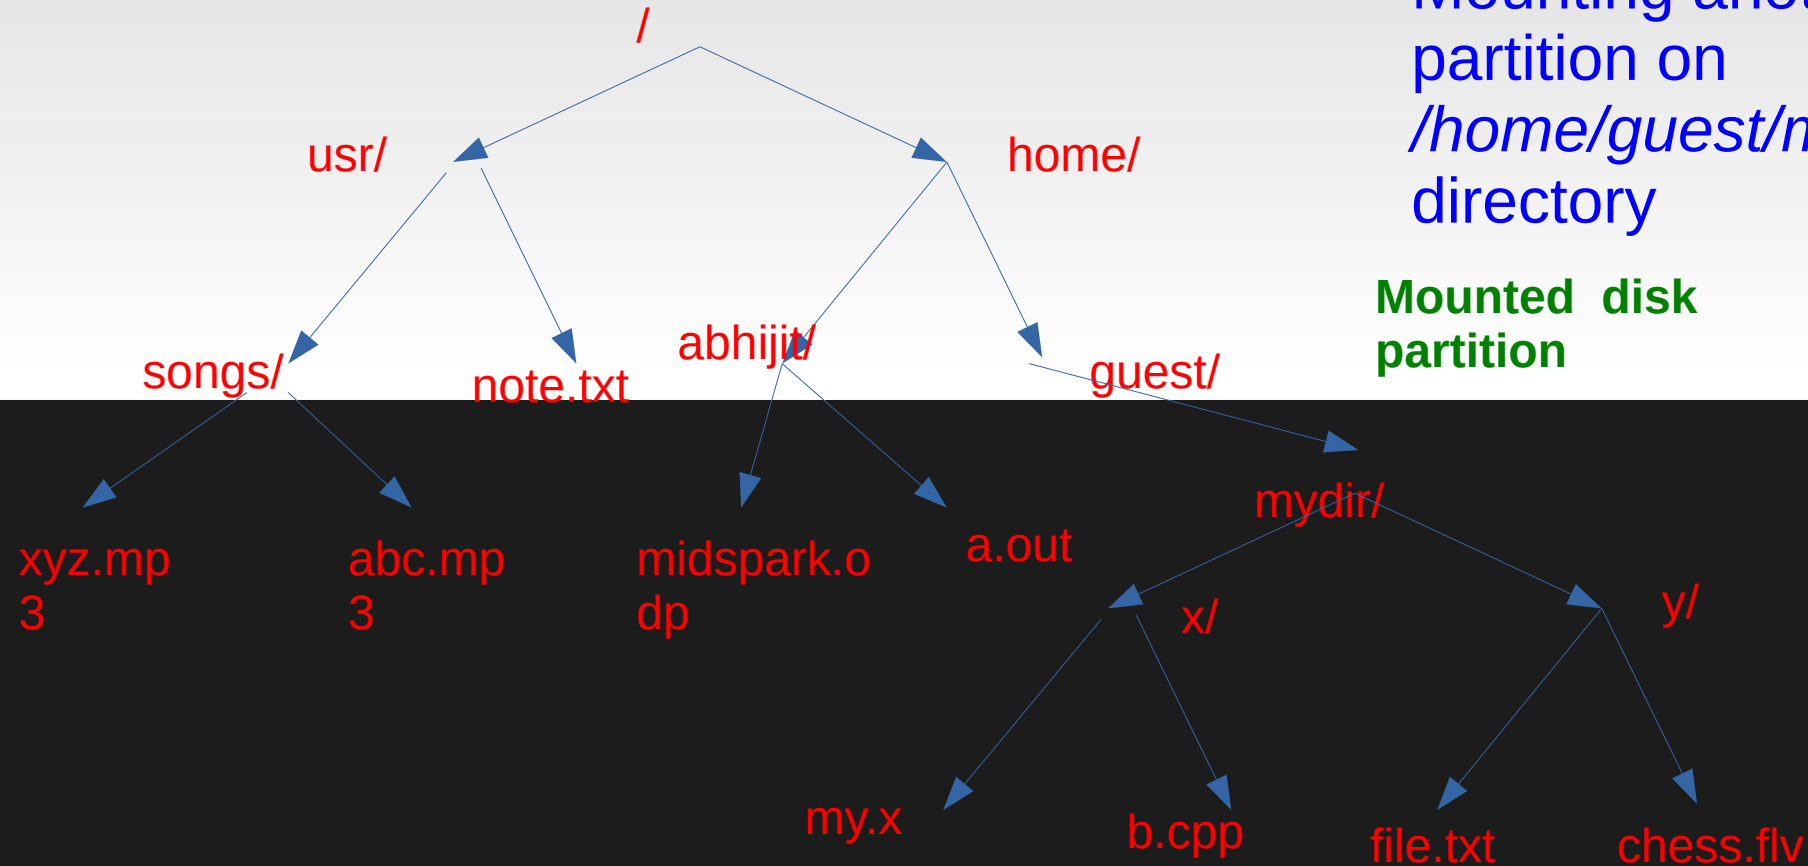 /
Mounting
partition on
/home/guest/
directory
usr/
home/
Mounted disk
partition
songs/
note.txt
abhijit/
guest/
mydir/
xyz.mp
3
abc.mp
3
midspark.o
dp
a.out
x/
y/
my.x
b.cpp
file.txt
chess.flv